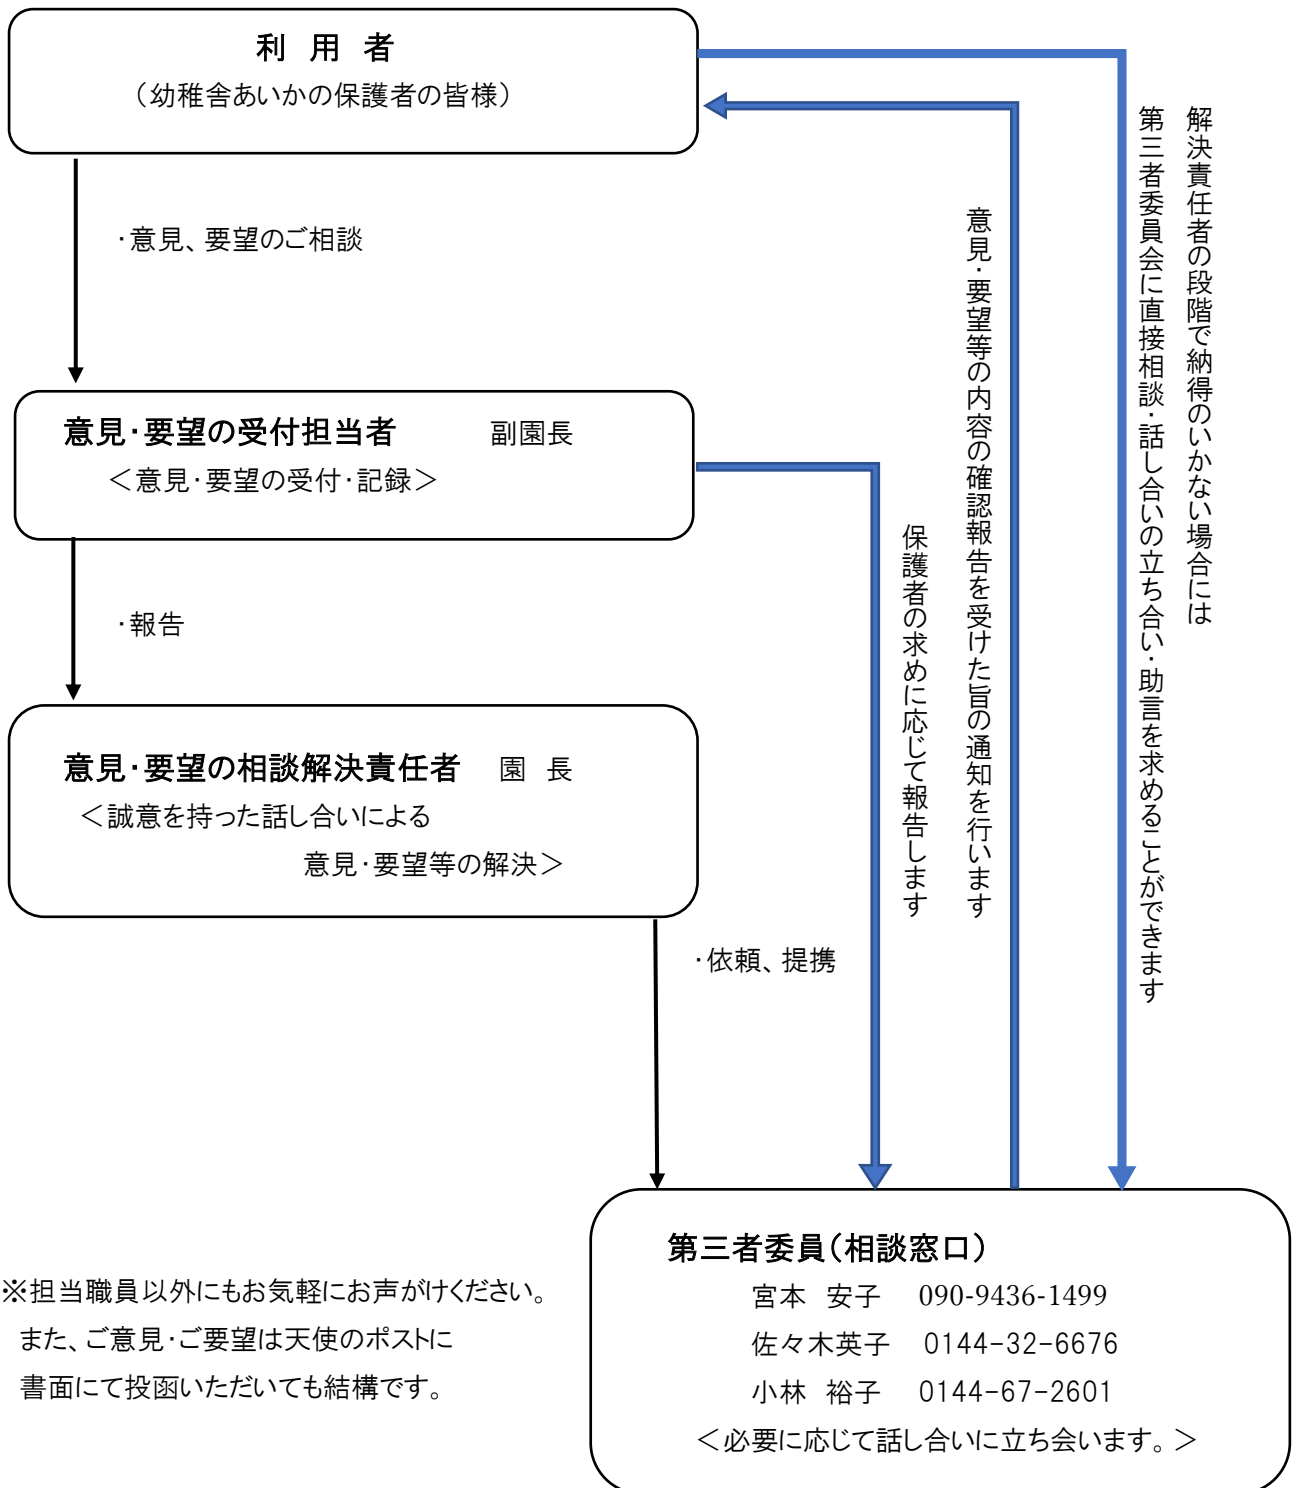 利 用 者
（幼稚舎あいかの保護者の皆様）
・意見、要望のご相談
意見・要望の受付担当者 副園長
＜意見・要望の受付・記録＞
・報告
意見・要望の相談解決責任者 園 長
＜誠意を持った話し合いによる
意見・要望等の解決＞
・依頼、提携
解決責任者の段階で納得のいかない場合には
第三者委員会に直接相談・話し合いの立ち合い・助言を求めることができます
意見・要望等の内容の確認報告を受けた旨の通知を行います
保護者の求めに応じて報告します
第三者委員（相談窓口）
宮本 安子 090-9436-1499
佐々木英子 0144-32-6676
小林 裕子 0144-67-2601
＜必要に応じて話し合いに立ち会います。＞
※担当職員以外にもお気軽にお声がけください。
また、ご意見・ご要望は天使のポストに
書面にて投函いただいても結構です。